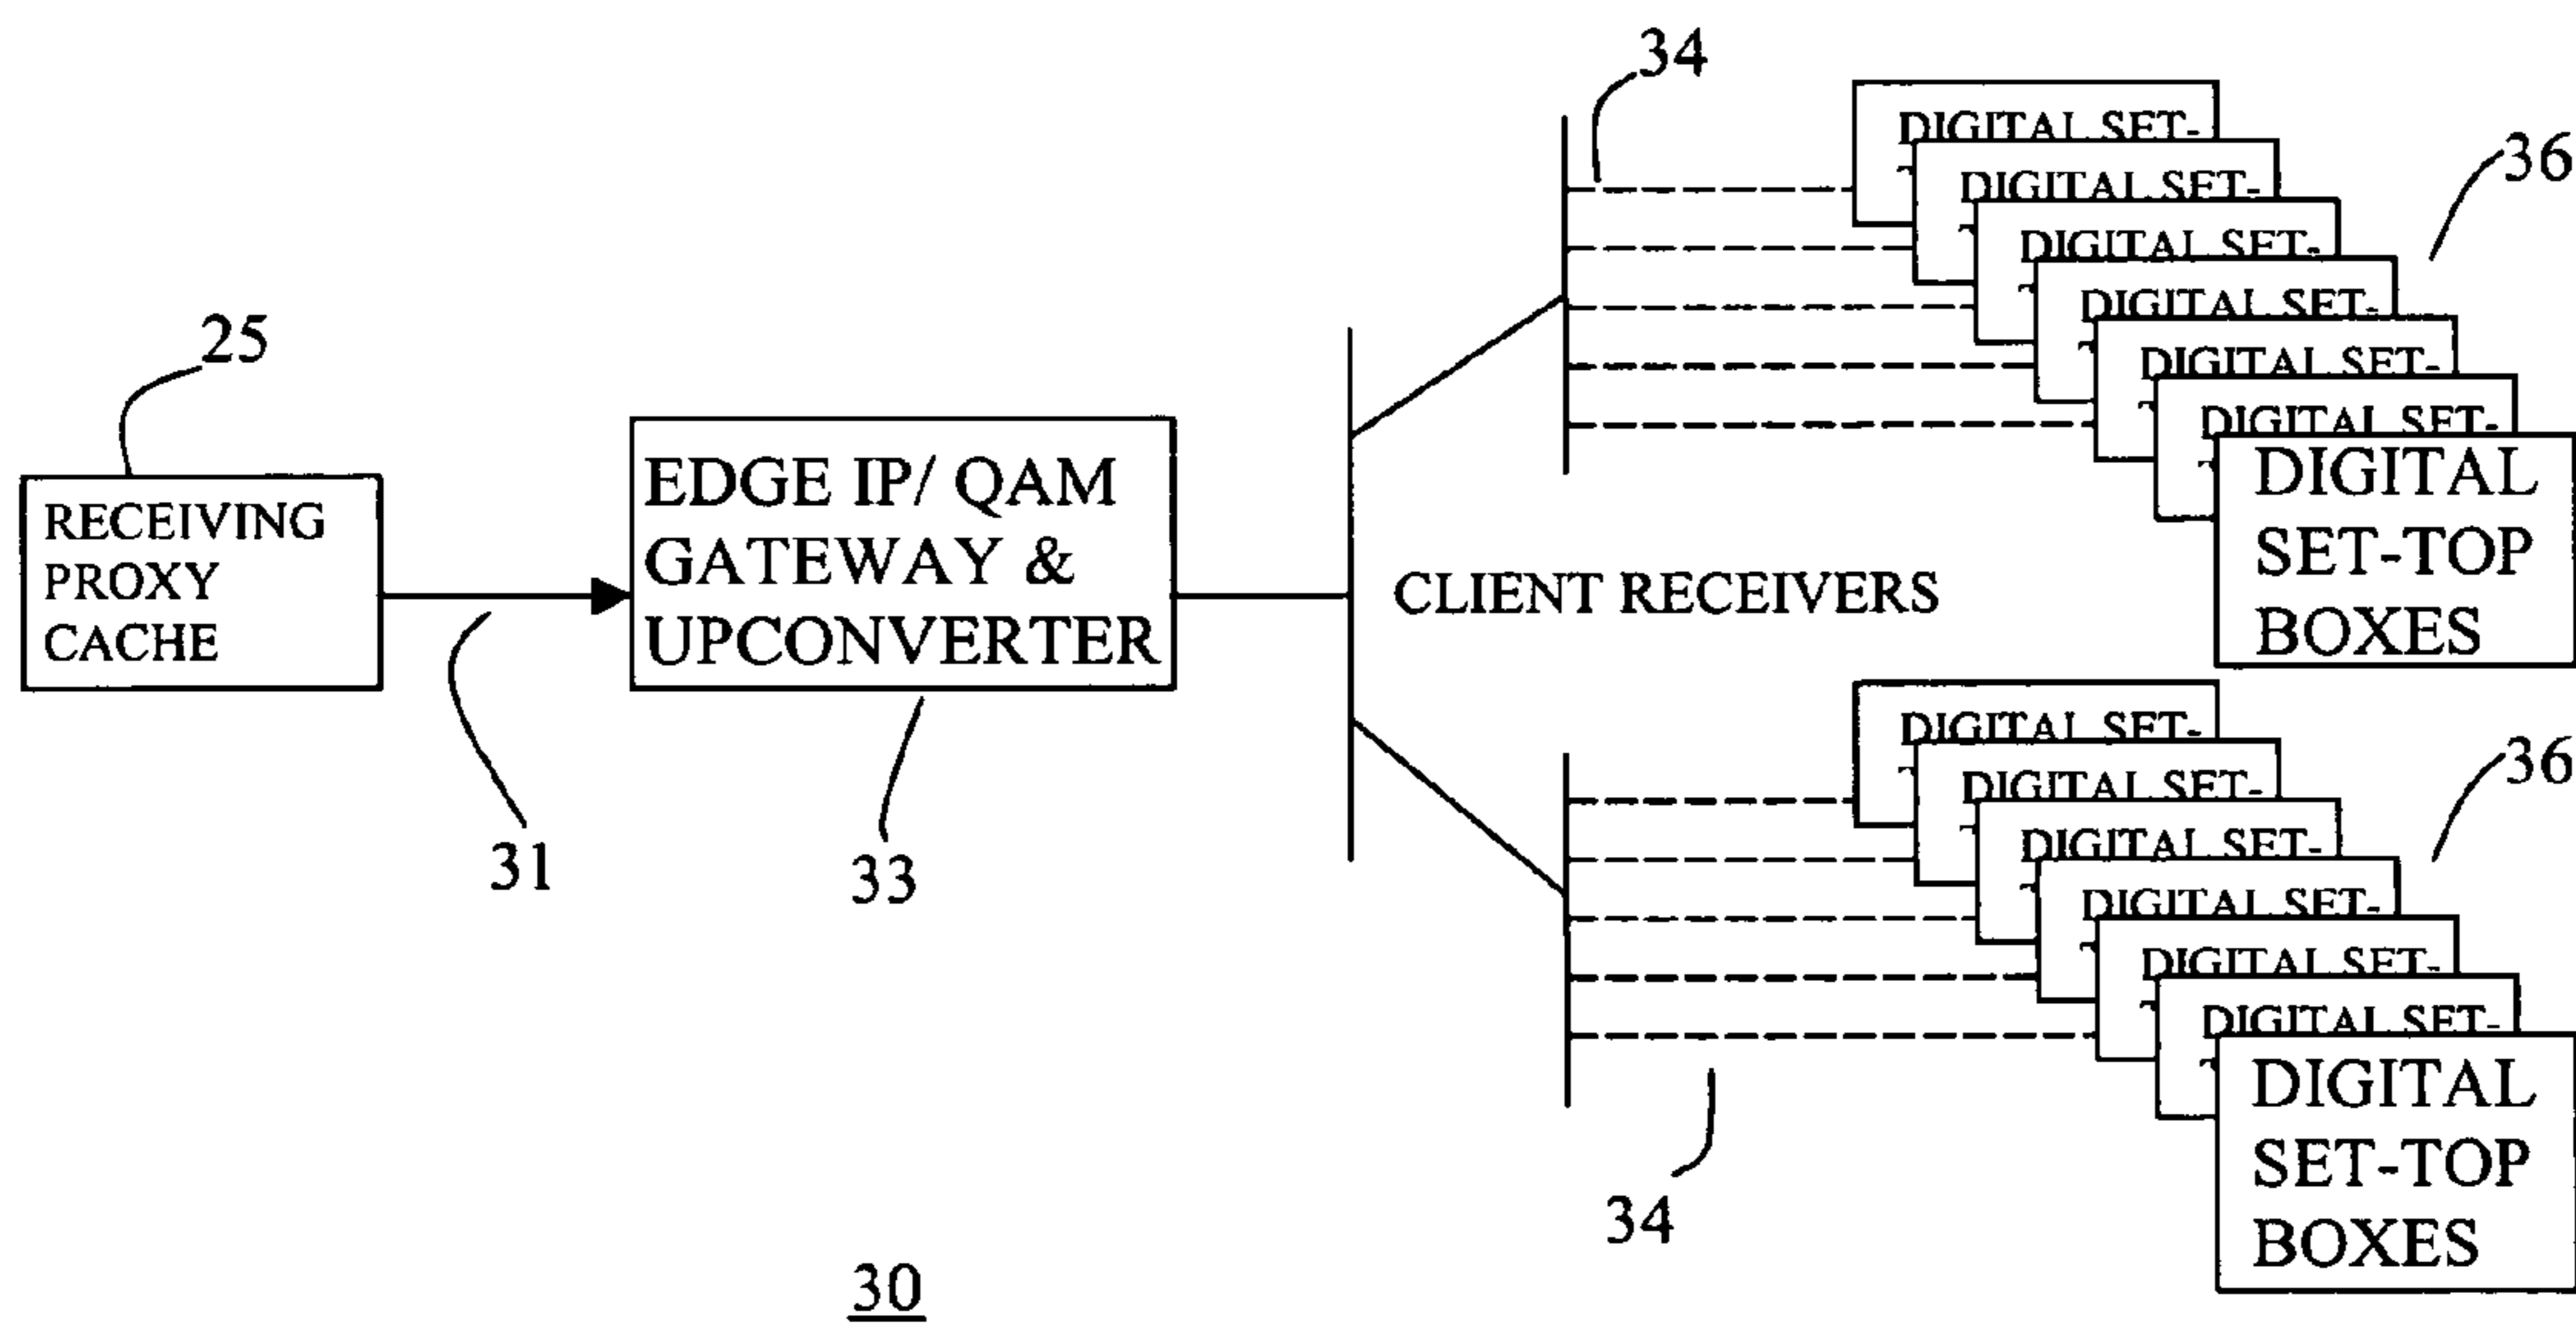 34
DIGITAL SET-
DIGITAL SET-
DIGITAL SET-
DIGITAL SET-
DIGITAL SET-
DIGITAL SET-
DIGITAL
SET-TOP
BOXES
36
25
RECEIVING
PROXY
CACHE
31
EDGE IP/ QAM
GATEWAY &
UPCONVERTER
33
CLIENT RECEIVERS
DIGITAL SET-
DIGITAL SET-
DIGITAL SET-
DIGITAL SET-
DIGITAL SET-
DIGITAL SET-
DIGITAL
SET-TOP
BOXES
36
34
30